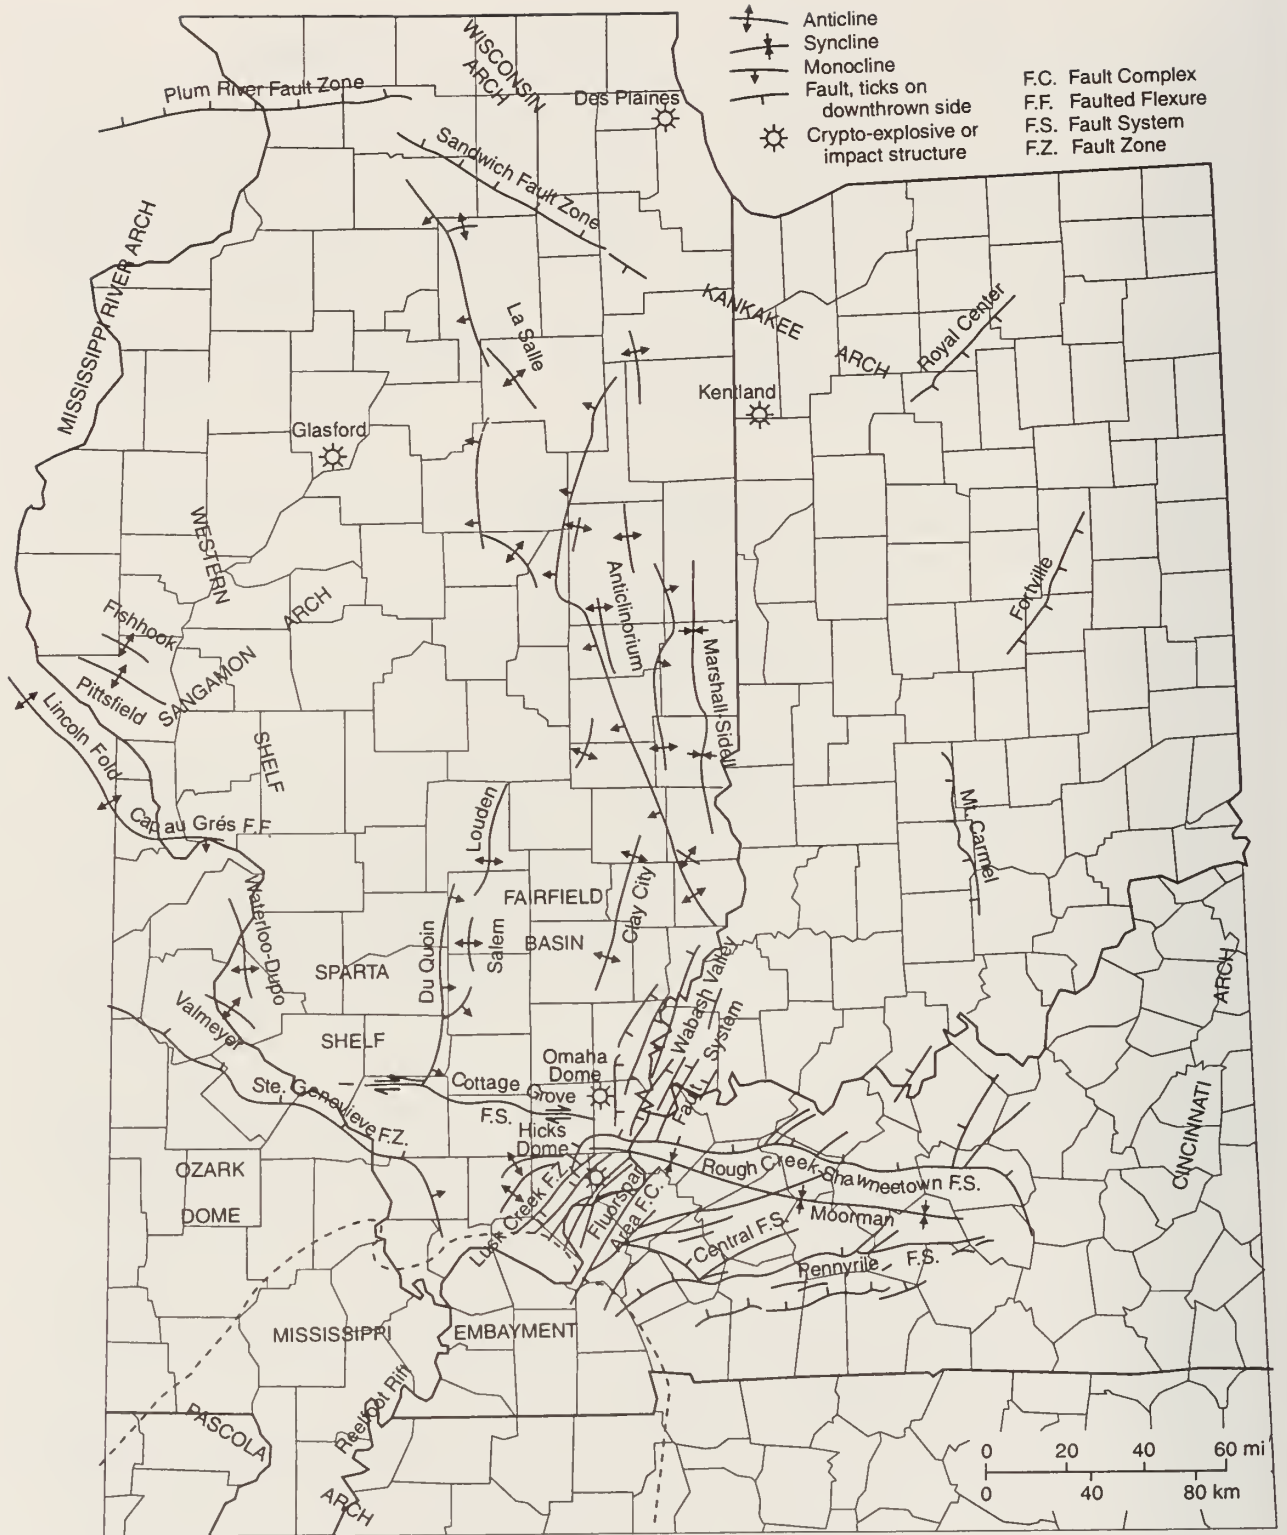 Anticline
Syncline
Monocline
Fault, ticks on
downthrown side
Crypto-explosive or
impact structure
F.C. Fault Complex
F.F. Faulted Flexure
F.S. Fault System
F.Z. Fault Zone
WISCONSIN
ARCH
Plum River Fault Zone
Des Plaines
Sandwich Fault Zone
MISSISSIPPI RIVER ARCH
KANKAKEE
ARCH
Royal Center
La Salle
Kentland
Glasford
WESTERN
Fortville
Anticlinorium
ARCH
Fishhook
SANGAMON
Pittsfield
Marshall-Sidell
Lincoln Fold
SHELF
Mt. Carmel
Louden
Cap au Grés F.F.
Clay City
FAIRFIELD
Waterloo-Dupo
Salem
BASIN
Du Quoin
SPARTA
ARCH
Wabash Valley
Valmeyer
SHELF
System
Omaha
Dome
Ste. Genevieve F.Z.
Cottage
Grove
F.S.
Fault
CINCINNATI
Hicks
Dome
OZARK
Rough Creek-Shawneetown F.S.
DOME
Lusk Creek F.Z.
Fluorspar
Area F.C.
Moorman
Central F.S.
Pennyrile F.S.
MISSISSIPPI
EMBAYMENT
Reelfoot Rift
PASCOLA
ARCH
0 20 40 60 mi
0 40 80 km